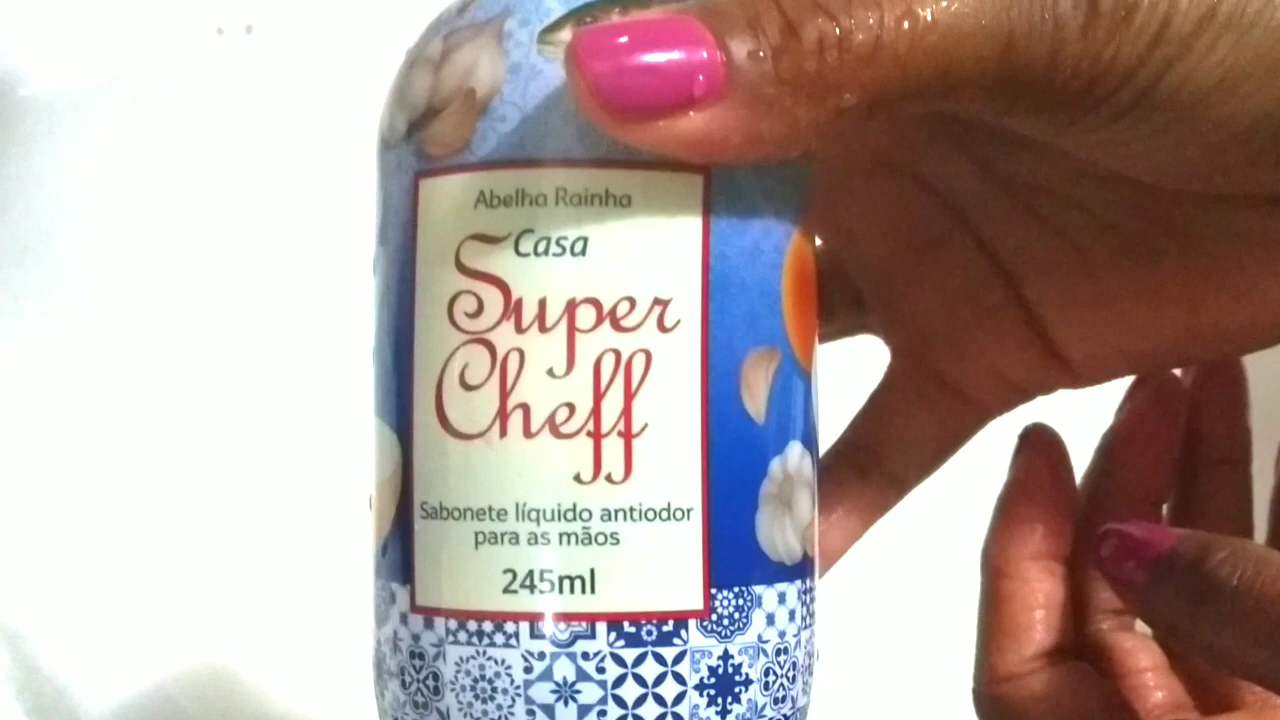 Abelha Rainha
Casa
Super
Cheff
Sabonete líquido antiodor
para as mãos
245ml